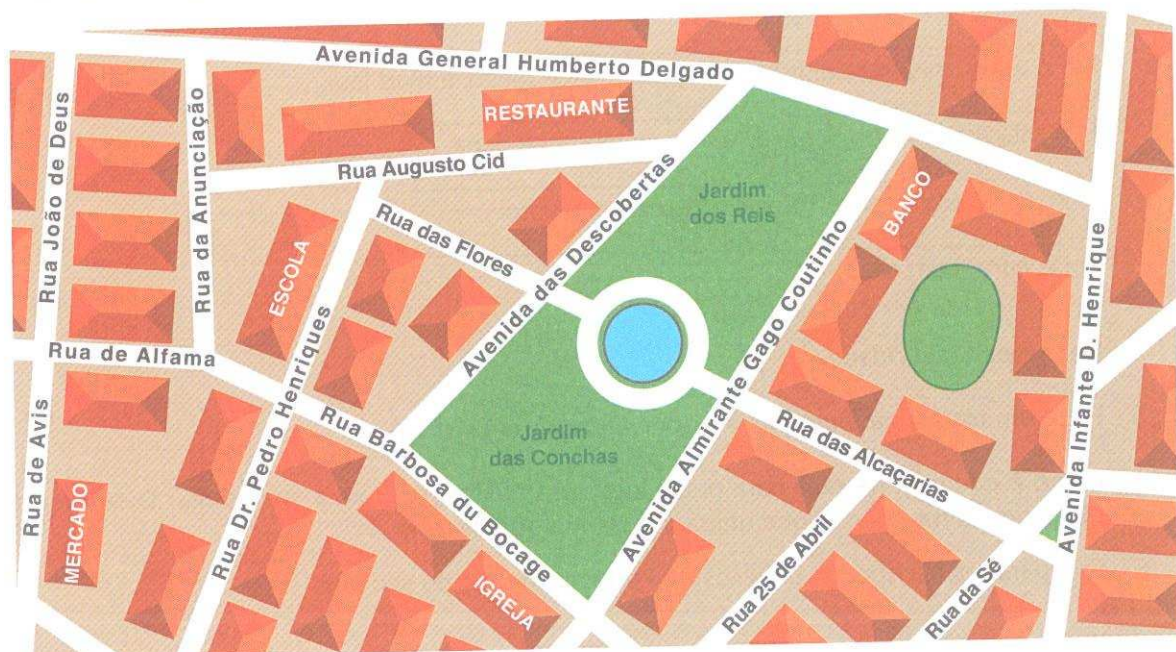 Avenida General Humberto Delgado
RESTAURANTE
Rua João de Deus
Rua da Anunciação
Rua Augusto Cid
Jardim
dos Reis
BANCO
Rua das Flores
Avenida das Descobertas
ESCOLA
Avenida Almirante Gago Coutinho
Avenida Infante D. Henrique
Rua de Alfama
Rua Dr. Pedro Henriques
Rua Barbosa du Bocage
Jardim
das Conchas
Rua das Alcaçarias
Rua de Avis
MERCADO
IGREJA
Rua 25 de Abril
Rua da Sé